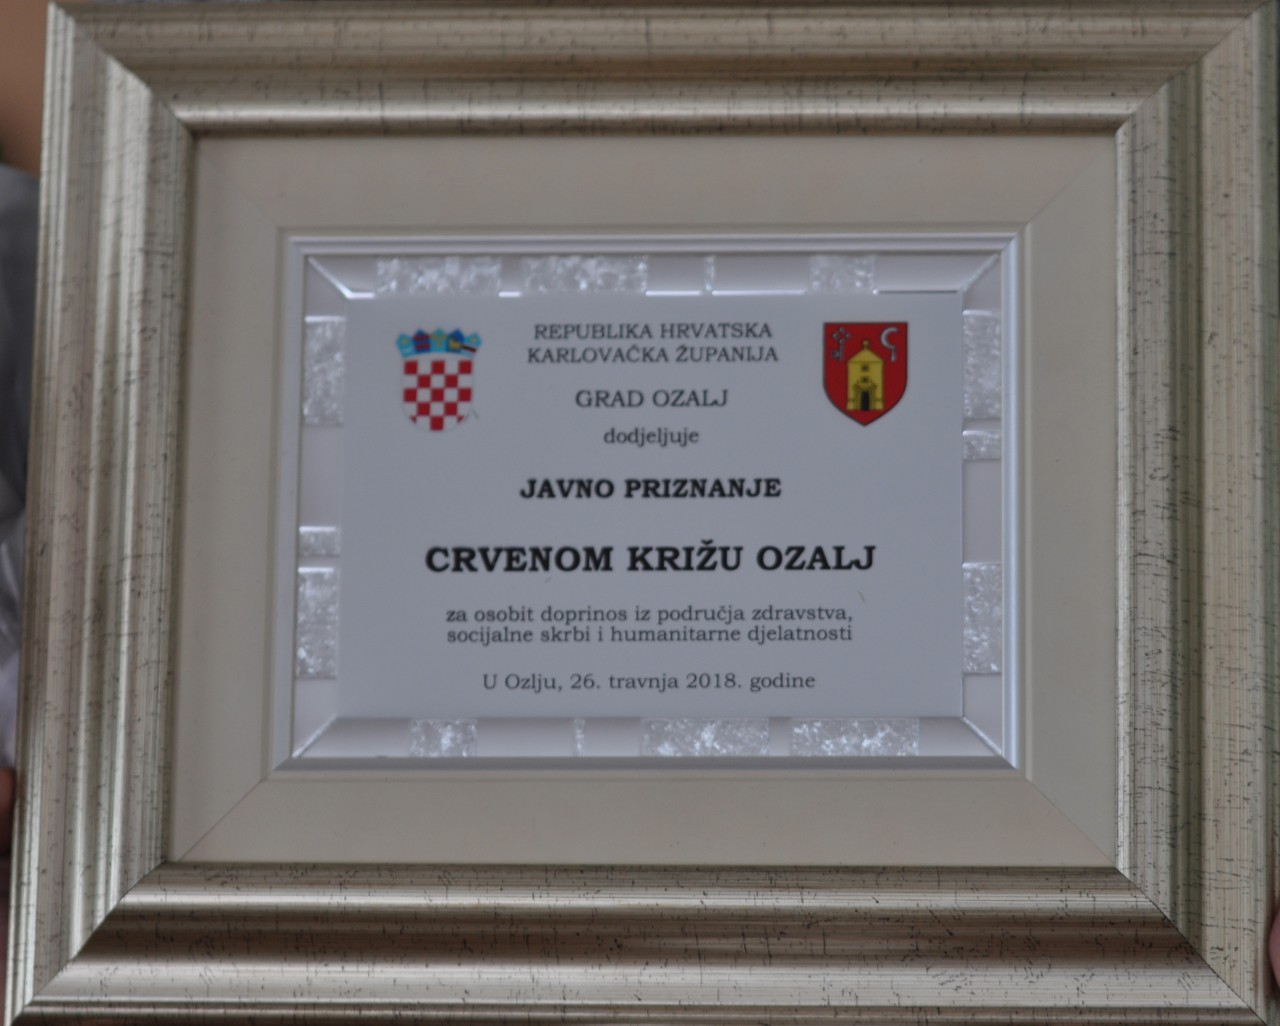 REPUBLIKA HRVATSKA
KARLOVAČKA ŽUPANIJA
GRAD OZALJ
dodjeljuje
JAVNO PRIZNANJE
CRVENOM KRIŽU OZALJ
za osobit doprinos iz područja zdravstva,
socijalne skrbi i humanitarne djelatnosti
U Ozlju, 26. travnja 2018. godine